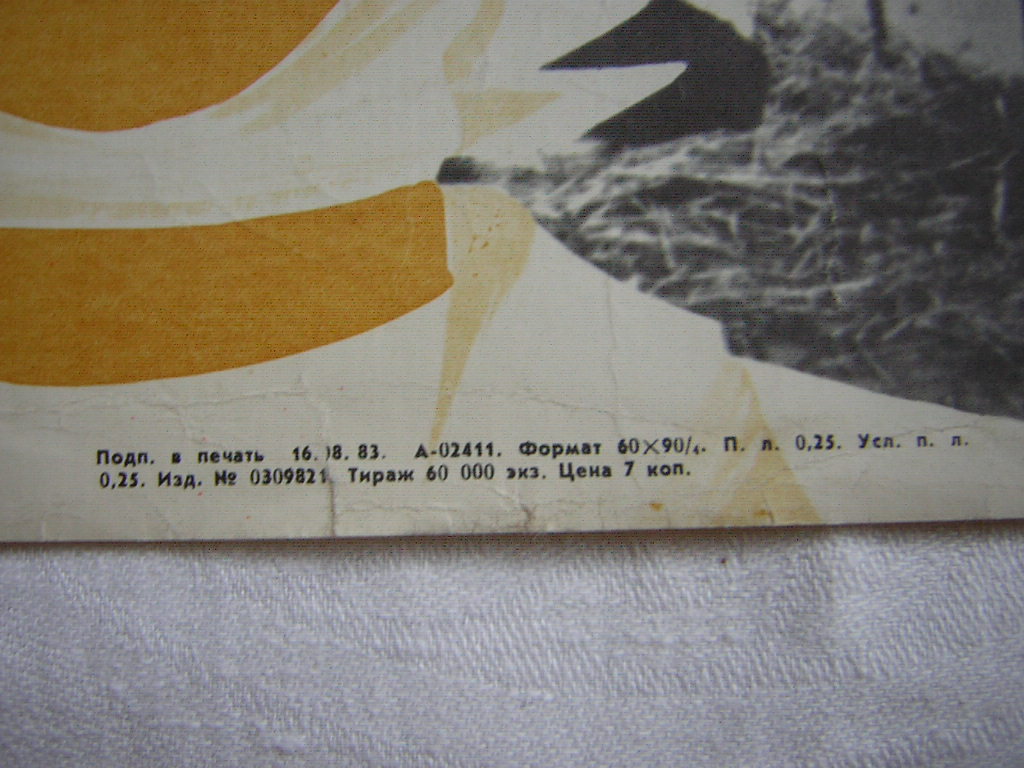 Подп. в печать 16.08.83. А-02411. Формат 60×90/4. П. л. 0,25. Усл. п. л.
0,25. Изд. № 0309821. Тираж 60 000 экз. Цена 7 коп.